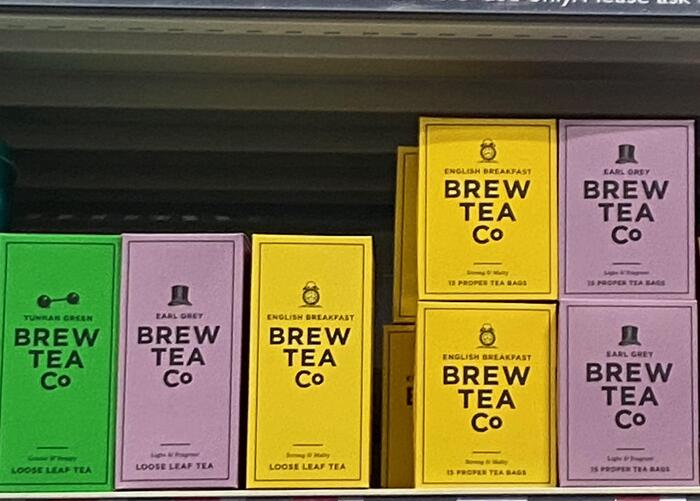 Please ask
YUNNAN GREEN
BREW
TEA
Co
LOOSE LEAF TEA
EARL GREY
BREW
TEA
Co
Light & Fragrant
LOOSE LEAF TEA
ENGLISH BREAKFAST
BREW
TEA
Co
Strong & Malty
LOOSE LEAF TEA
ENGLISH BREAKFAST
BREW
TEA
Co
Strong & Malty
15 PROPER TEA BAGS
EARL GREY
BREW
TEA
Co
Light & Fragrant
15 PROPER TEA BAGS
ENGLISH BREAKFAST
BREW
TEA
Co
Strong & Malty
15 PROPER TEA BAGS
EARL GREY
BREW
TEA
Co
Light & Fragrant
15 PROPER TEA BAGS